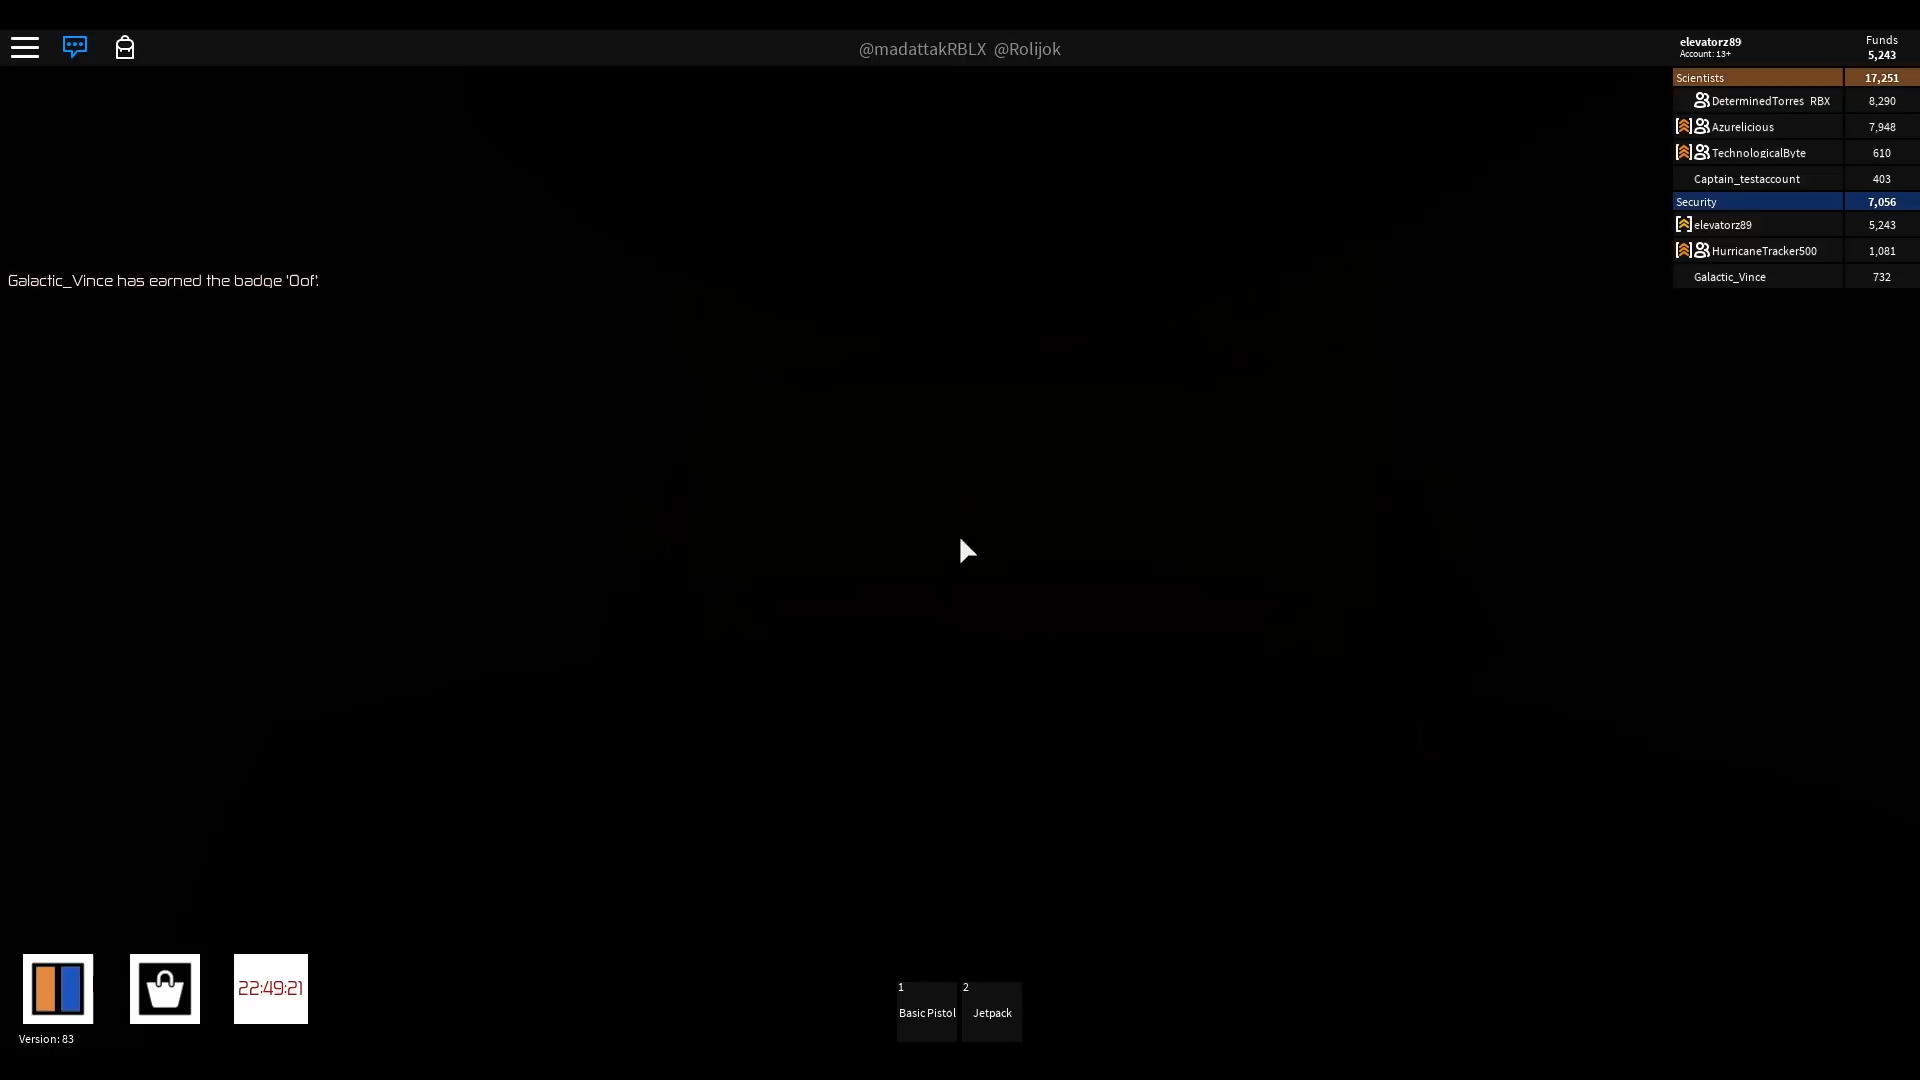 @madattakRBLX @Rolijok
elevatorz89
Account: 13+
Funds
5,243
Scientists 17,251
DeterminedTorres_RBX 8,290
Azurelicious 7,948
TechnologicalByte 610
Captain_testaccount 403
Security 7,056
elevatorz89 5,243
HurricaneTracker500 1,081
Galactic_Vince 732
Galactic_Vince has earned the badge 'Oof'.
22:49:21
Version: 83
1
Basic Pistol
2
Jetpack